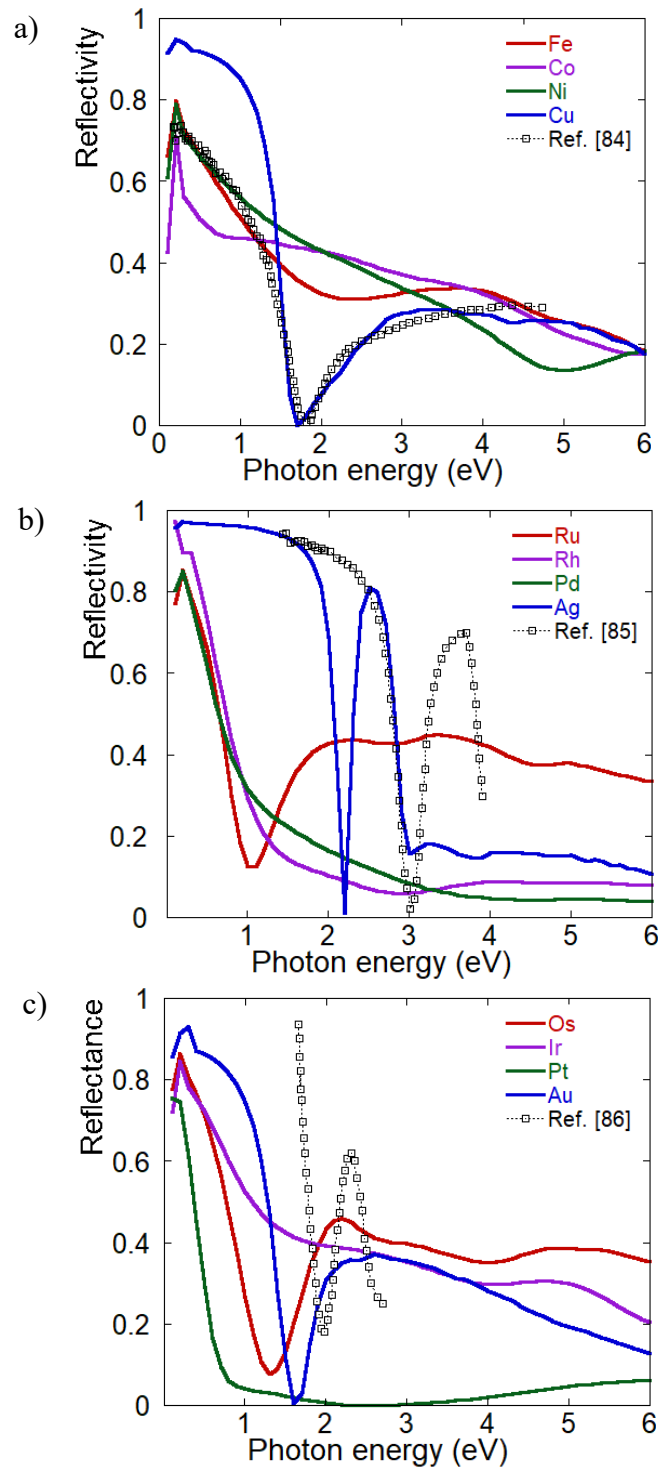 a)
Reflectivity
1
0.8
0.6
0.4
0.2
0
Fe
Co
Ni
Cu
Ref. [84]
0 1 2 3 4 5 6
Photon energy (eV)
b)
Reflectivity
1
0.8
0.6
0.4
0.2
0
Ru
Rh
Pd
Ag
Ref. [85]
1 2 3 4 5 6
Photon energy (eV)
c)
Reflectance
1
0.8
0.6
0.4
0.2
0
Os
Ir
Pt
Au
Ref. [86]
1 2 3 4 5 6
Photon energy (eV)